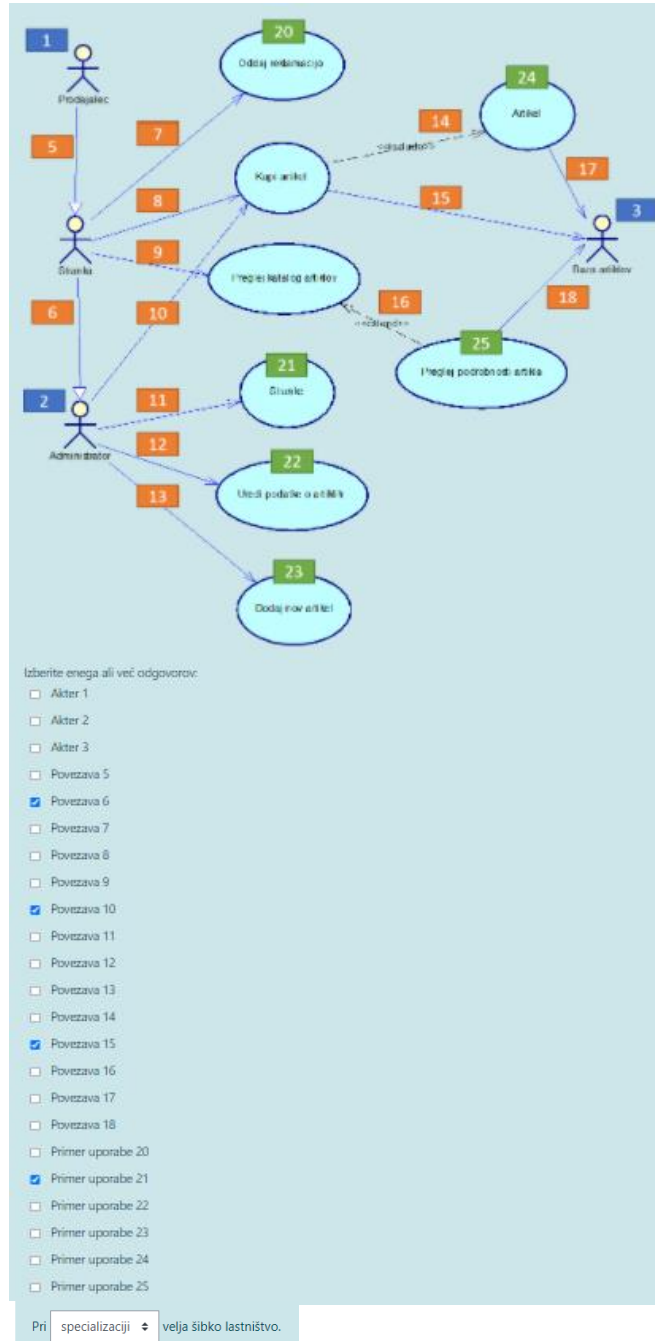 1
20
Oddaj reklamacijo
24
Artikel
Prodajalec
14
5
7
17
8
Kupi artikel
15
3
Stranka
9
Baza artiklov
Preglej katalog artiklov
16
18
6
10
<<extend>>
25
21
Preglej podrobnosti artikla
2
11
Stranke
Administrator
12
22
13
Uredi podatke o artiklih
23
Dodaj nov artikel
Izberite enega ali več odgovorov:
Akter 1
Akter 2
Akter 3
Povezava 5
Povezava 6
Povezava 7
Povezava 8
Povezava 9
Povezava 10
Povezava 11
Povezava 12
Povezava 13
Povezava 14
Povezava 15
Povezava 16
Povezava 17
Povezava 18
Primer uporabe 20
Primer uporabe 21
Primer uporabe 22
Primer uporabe 23
Primer uporabe 24
Primer uporabe 25
Pri specializaciji velja šibko lastništvo.